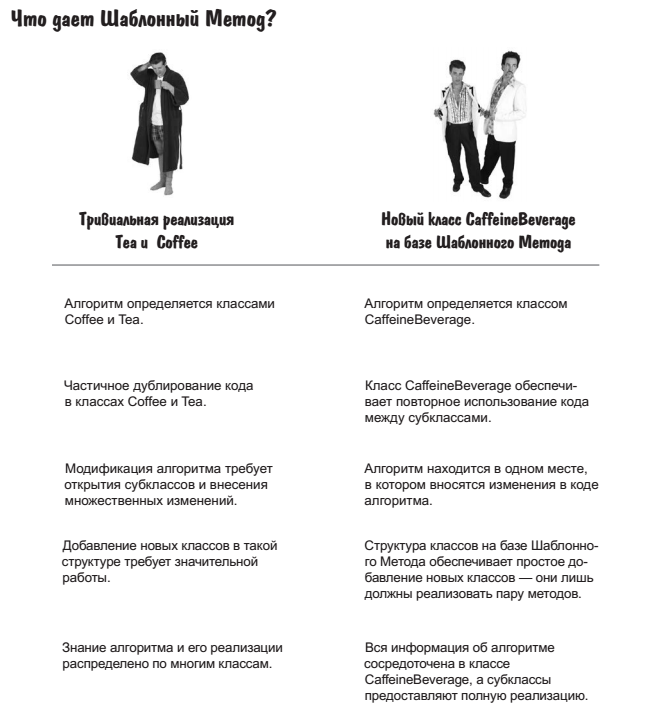 Что дает Шаблонный Метод?
Тривиальная реализация
Tea и Coffee
Новый класс CaffeineBeverage
на базе Шаблонного Метода
Алгоритм определяется классами
Coffee и Tea.
Алгоритм определяется классом
CaffeineBeverage.
Частичное дублирование кода
в классах Coffee и Tea.
Класс CaffeineBeverage обеспечи-
вает повторное использование кода
между субклассами.
Модификация алгоритма требует
открытия субклассов и внесения
множественных изменений.
Алгоритм находится в одном месте,
в котором вносятся изменения в коде
алгоритма.
Добавление новых классов в такой
структуре требует значительной
работы.
Структура классов на базе Шаблонно-
го Метода обеспечивает простое до-
бавление новых классов — они лишь
должны реализовать пару методов.
Знание алгоритма и его реализации
распределено по многим классам.
Вся информация об алгоритме
сосредоточена в классе
CaffeineBeverage, а субклассы
предоставляют полную реализацию.